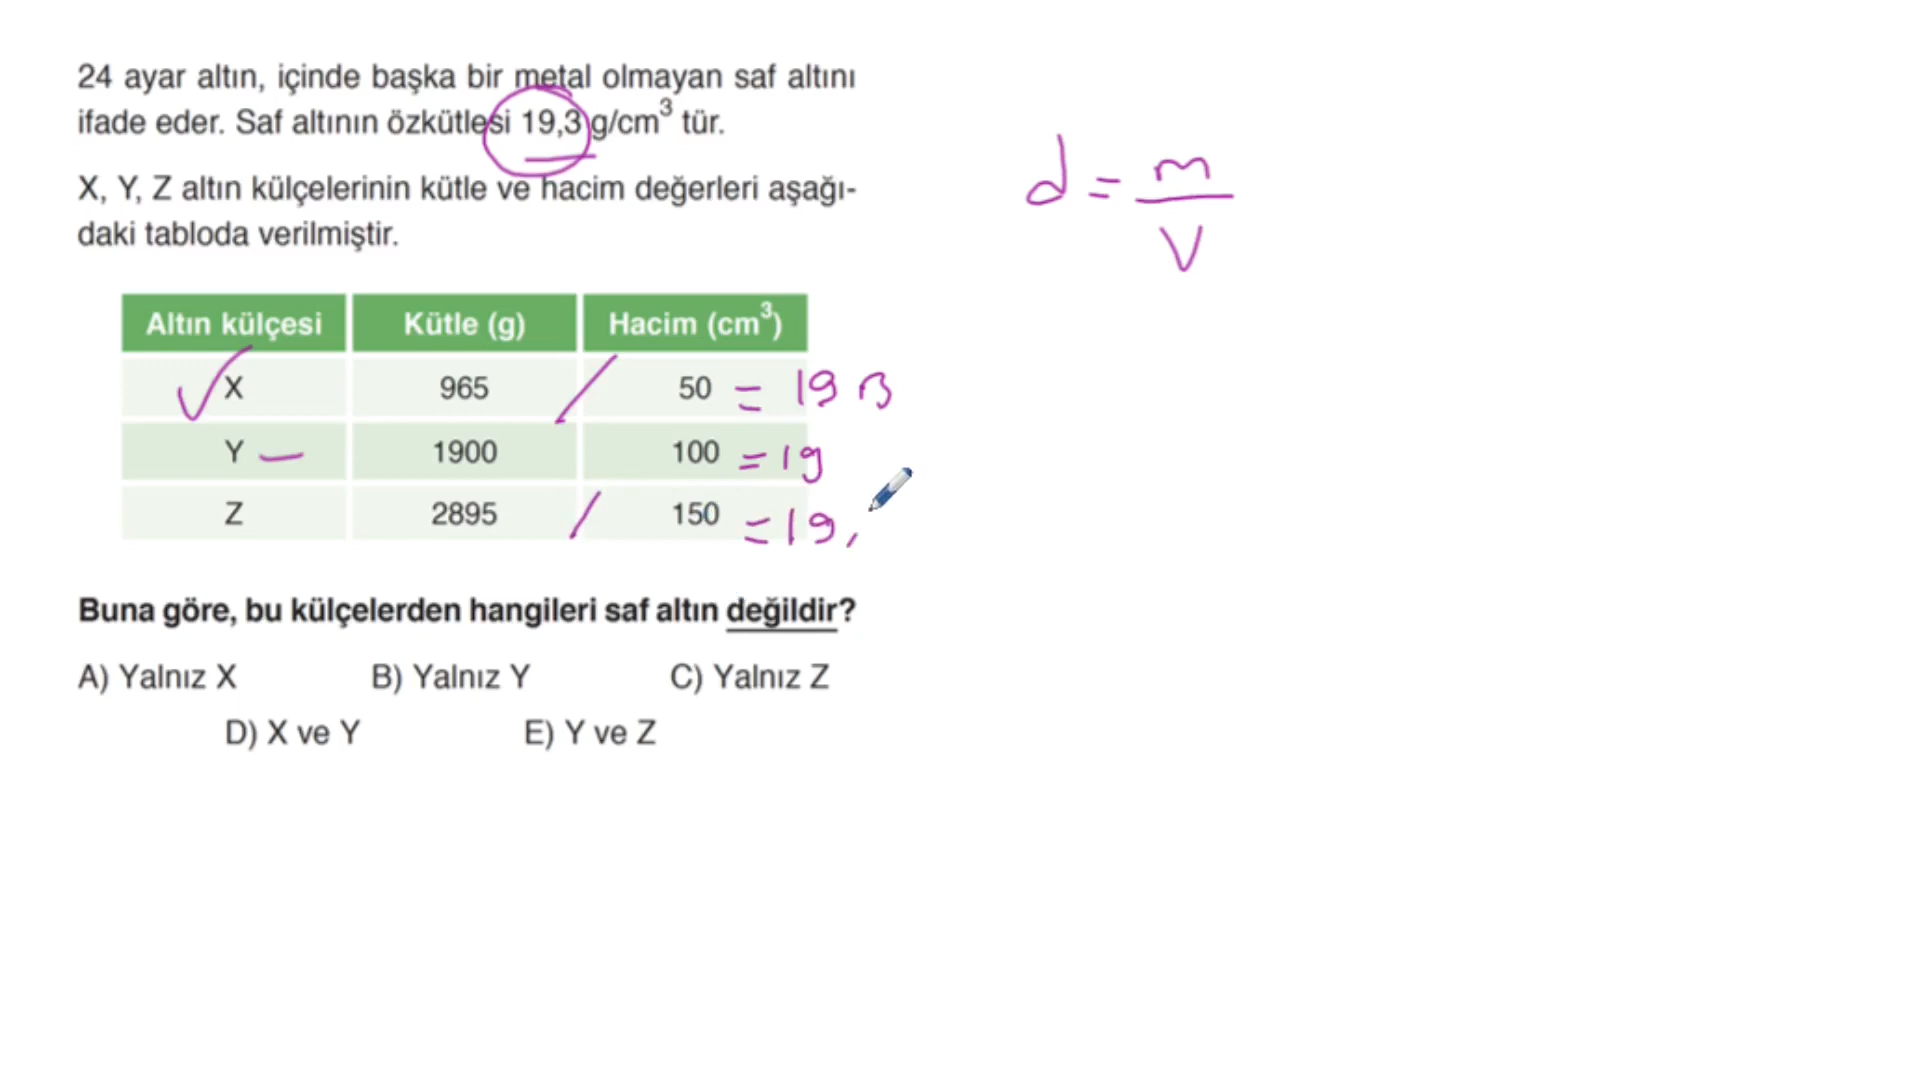 24 ayar altın, içinde başka bir metal olmayan saf altını
ifade eder. Saf altının özkütlesi 19,3 g/cm³ tür.
X, Y, Z altın külçelerinin kütle ve hacim değerleri aşağı-
daki tabloda verilmiştir.
d = m / V
Altın külçesi Kütle (g) Hacim (cm³)
X 965 / 50 = 19
Y 1900 100 = 19
Z 2895 / 150 = 19,
Buna göre, bu külçelerden hangileri saf altın değildir?
A) Yalnız X B) Yalnız Y C) Yalnız Z
D) X ve Y E) Y ve Z